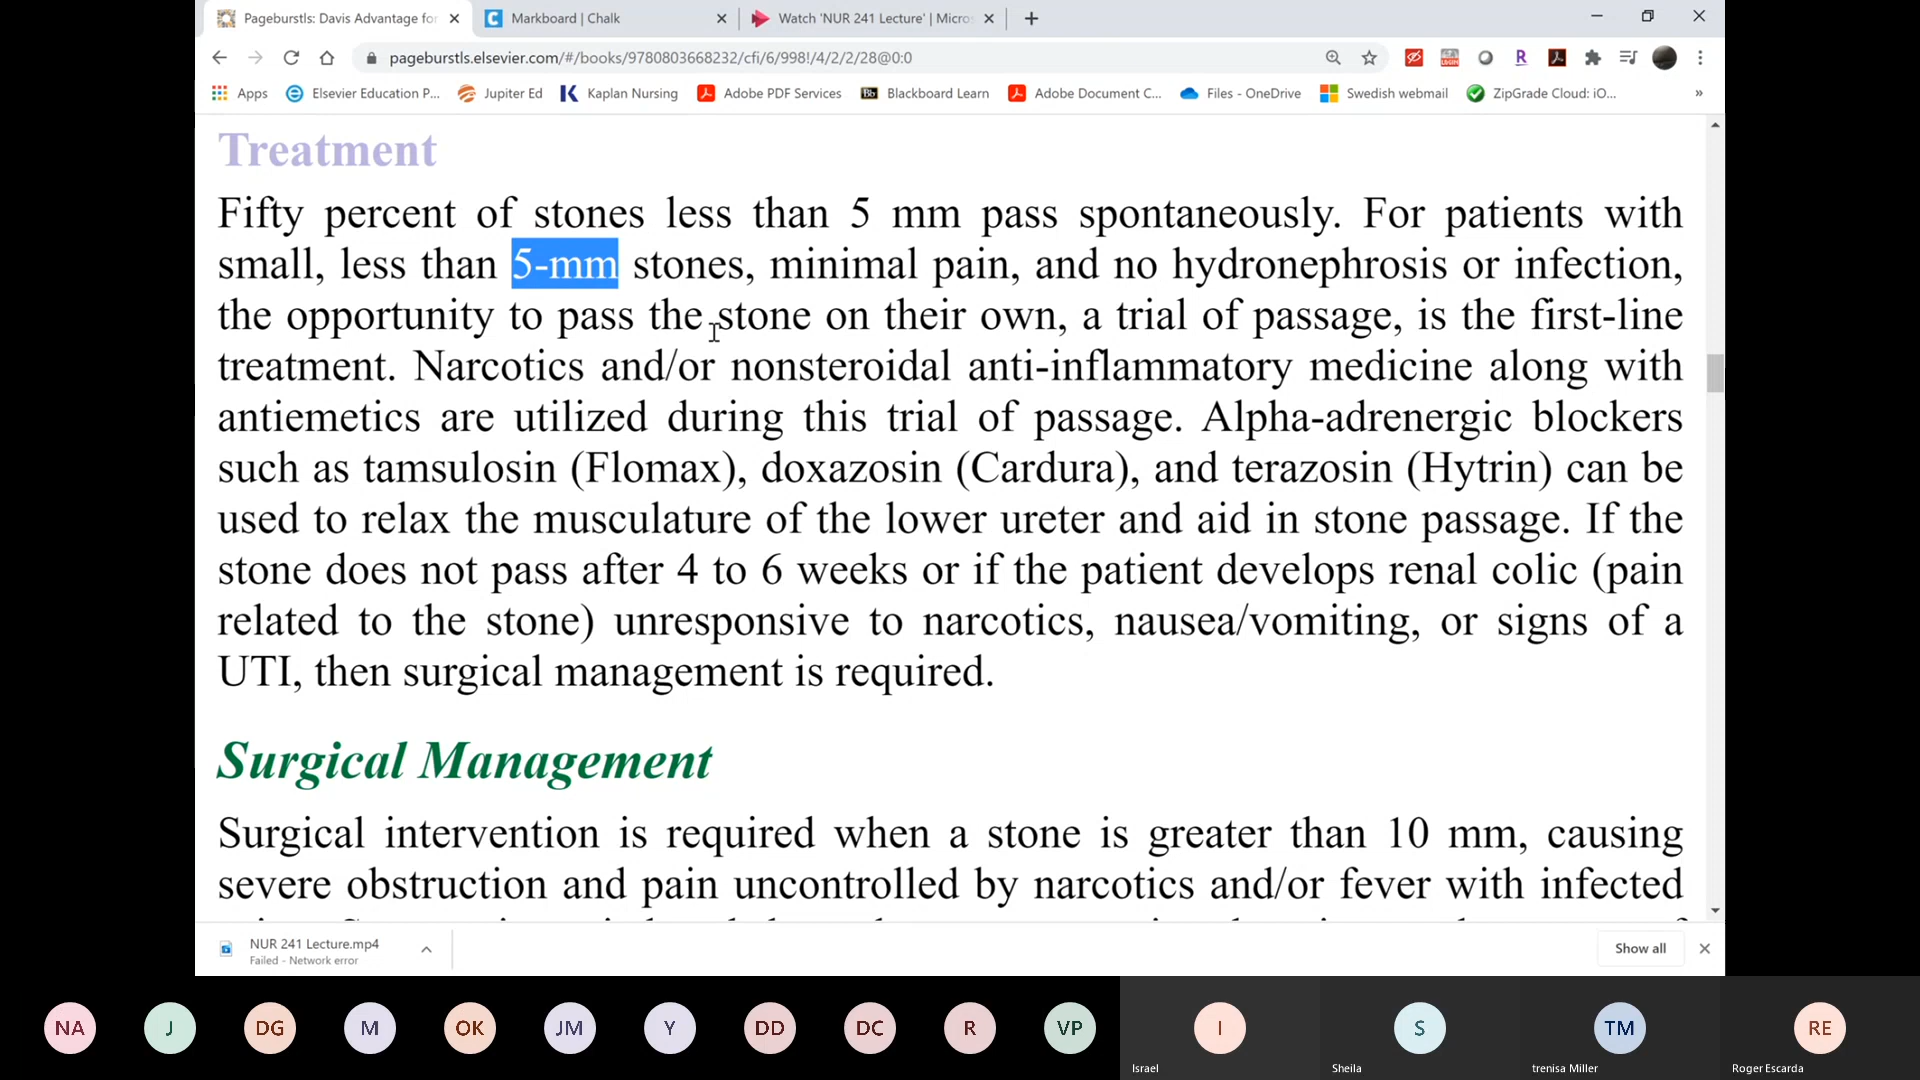 Pageburstls: Davis Advantage for
Markboard | Chalk
Watch 'NUR 241 Lecture' | Micros
pageburstls.elsevier.com/#/books/9780803668232/cfi/6/998!/4/2/2/28@0:0
Apps
Elsevier Education P...
Jupiter Ed
Kaplan Nursing
Adobe PDF Services
Bb
Blackboard Learn
Adobe Document C...
Files - OneDrive
Swedish webmail
ZipGrade Cloud: iO...
»
Treatment
Fifty percent of stones less than 5 mm pass spontaneously. For patients with
small, less than 5-mm stones, minimal pain, and no hydronephrosis or infection,
the opportunity to pass the stone on their own, a trial of passage, is the first-line
treatment. Narcotics and/or nonsteroidal anti-inflammatory medicine along with
antiemetics are utilized during this trial of passage. Alpha-adrenergic blockers
such as tamsulosin (Flomax), doxazosin (Cardura), and terazosin (Hytrin) can be
used to relax the musculature of the lower ureter and aid in stone passage. If the
stone does not pass after 4 to 6 weeks or if the patient develops renal colic (pain
related to the stone) unresponsive to narcotics, nausea/vomiting, or signs of a
UTI, then surgical management is required.
Surgical Management
Surgical intervention is required when a stone is greater than 10 mm, causing
severe obstruction and pain uncontrolled by narcotics and/or fever with infected
NUR 241 Lecture.mp4
Failed - Network error
Show all
NA
J
DG
M
OK
JM
Y
DD
DC
R
VP
I
S
TM
RE
Israel
Sheila
trenisa Miller
Roger Escarda